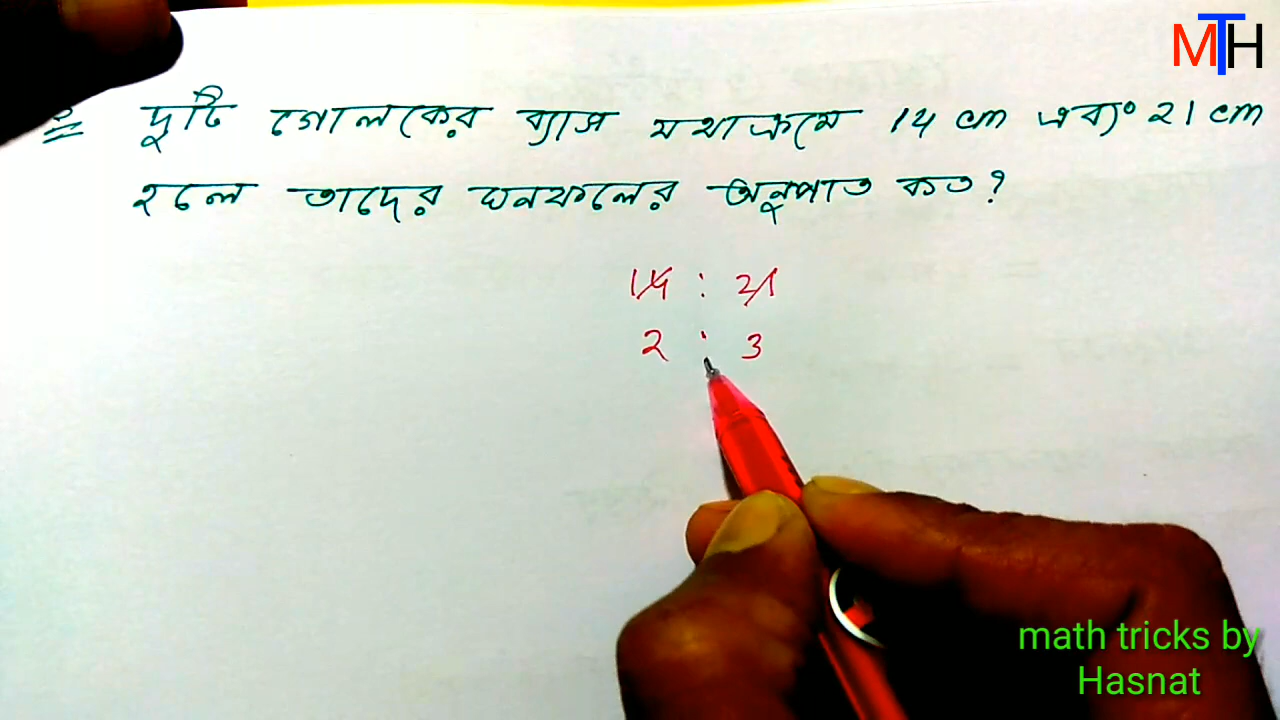 MTH
দুটি গোলকের ব্যাস যথাক্রমে 14 cm এবং 21 cm
হলে তাদের ঘনফলের অনুপাত কত?
14 : 21
2 : 3
math tricks by
Hasnat